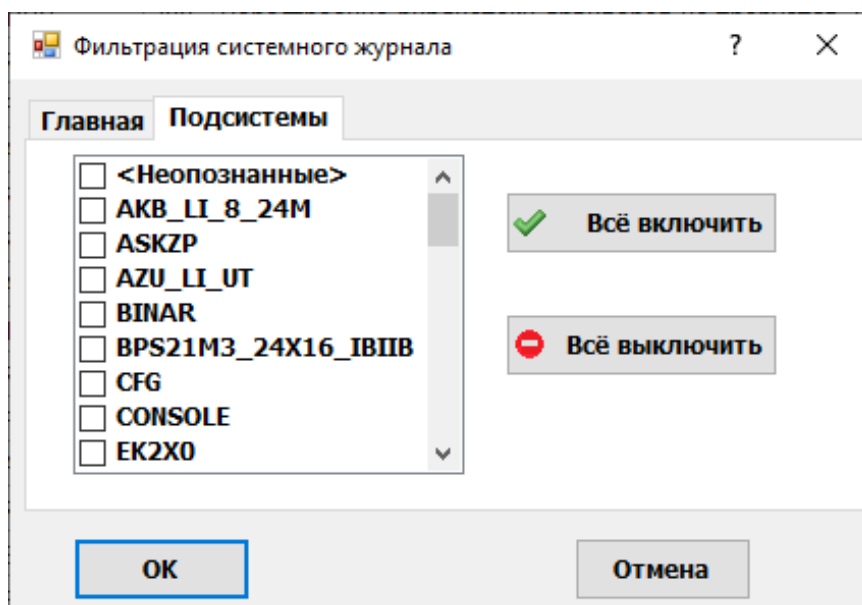 Фильтрация системного журнала ?
Главная Подсистемы
<Неопознанные>
AKB_LI_8_24M
ASKZP
AZU_LI_UT
BINAR
BPS21M3_24X16_IBIIB
CFG
CONSOLE
EK2X0
Всё включить
Всё выключить
OK Отмена